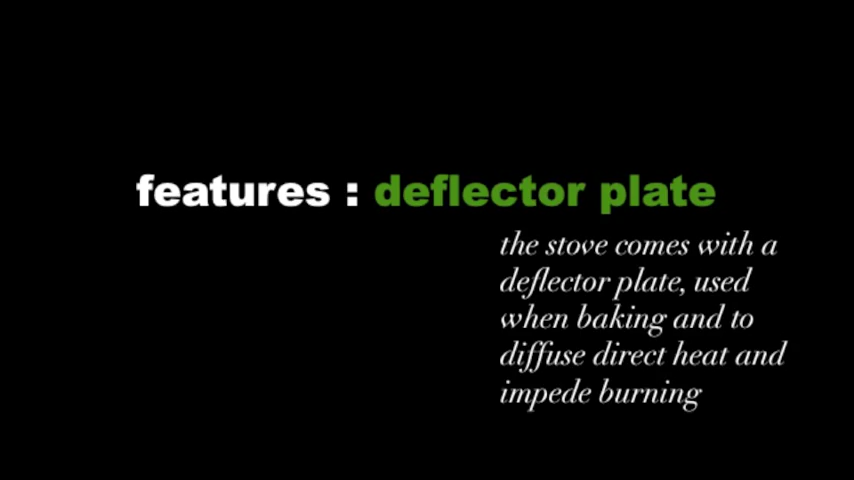 features : deflector plate
the stove comes with a
deflector plate, used
when baking and to
diffuse direct heat and
impede burning